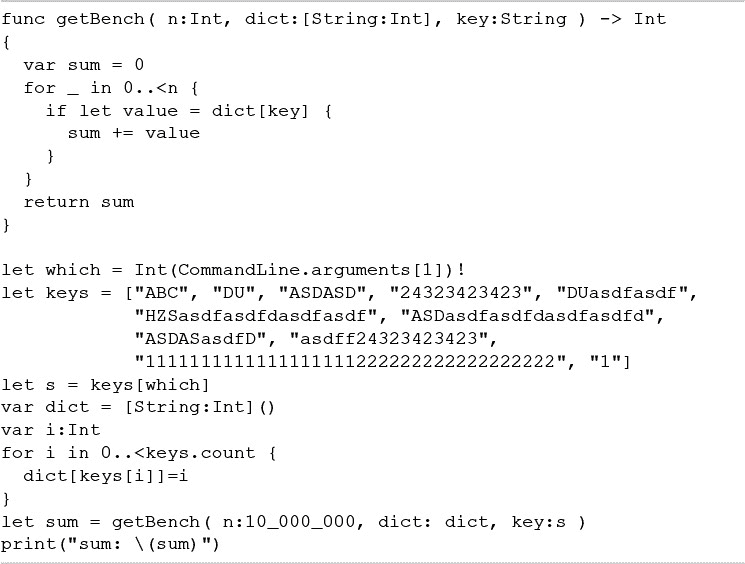 func getBench( n:Int, dict:[String:Int], key:String ) -> Int
{
  var sum = 0
  for _ in 0..<n {
    if let value = dict[key] {
      sum += value
    }
  }
  return sum
}

let which = Int(CommandLine.arguments[1])!
let keys = ["ABC", "DU", "ASDASD", "24323423423", "DUasdfasdf",
            "HZSasdfasdfdasdfasdf", "ASDasdfasdfdasdfasdfd",
            "ASDASasdfD", "asdff24323423423",
            "1111111111111111111222222222222222222", "1"]
let s = keys[which]
var dict = [String:Int]()
var i:Int
for i in 0..<keys.count {
  dict[keys[i]]=i
}
let sum = getBench( n:10_000_000, dict: dict, key:s )
print("sum: \(sum)")